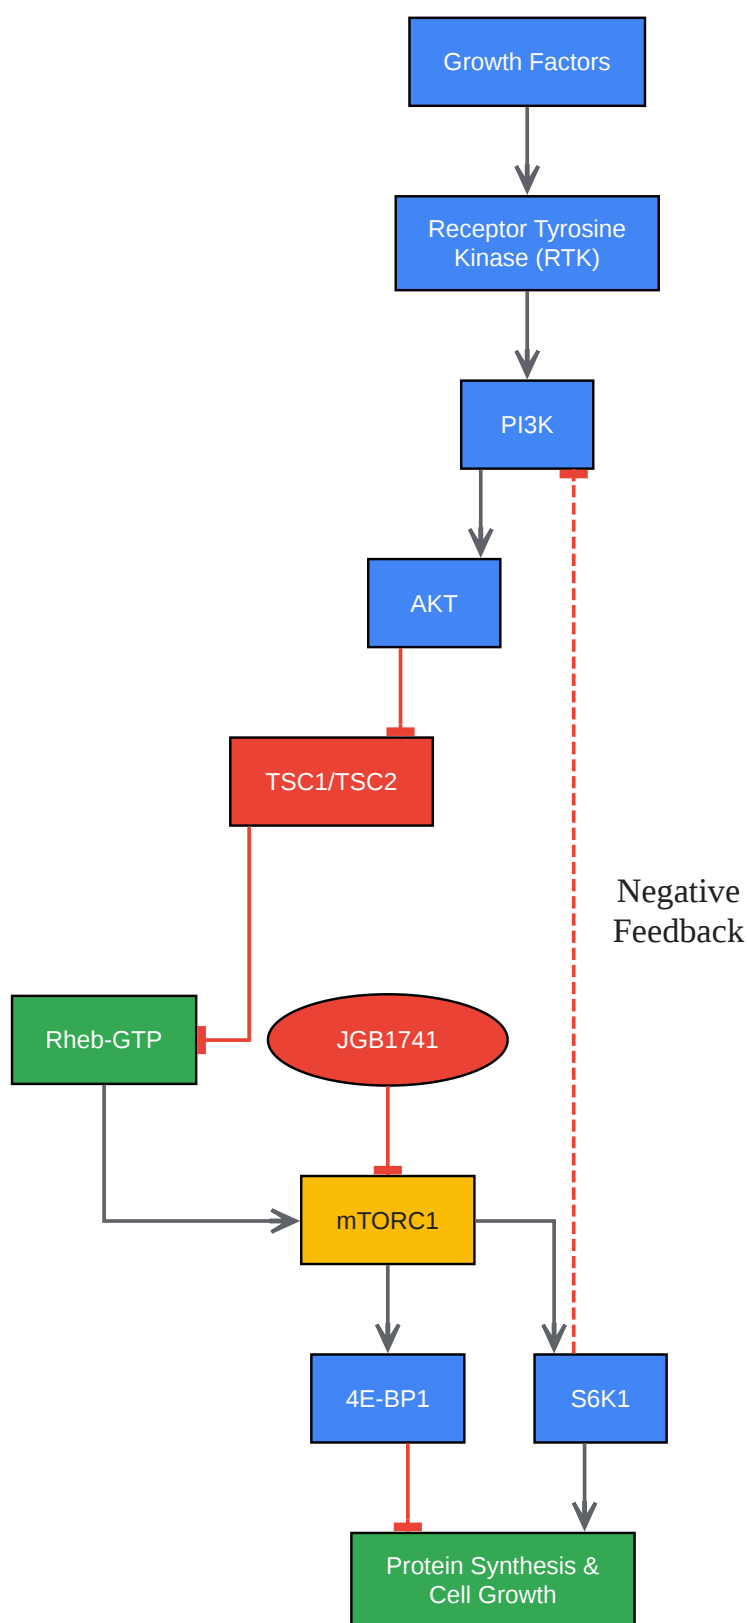 Growth Factors
Receptor Tyrosine
Kinase (RTK)
PI3K
AKT
TSC1/TSC2
Negative
Feedback
Rheb-GTP
JGB1741
mTORC1
4E-BP1
S6K1
Protein Synthesis &
Cell Growth